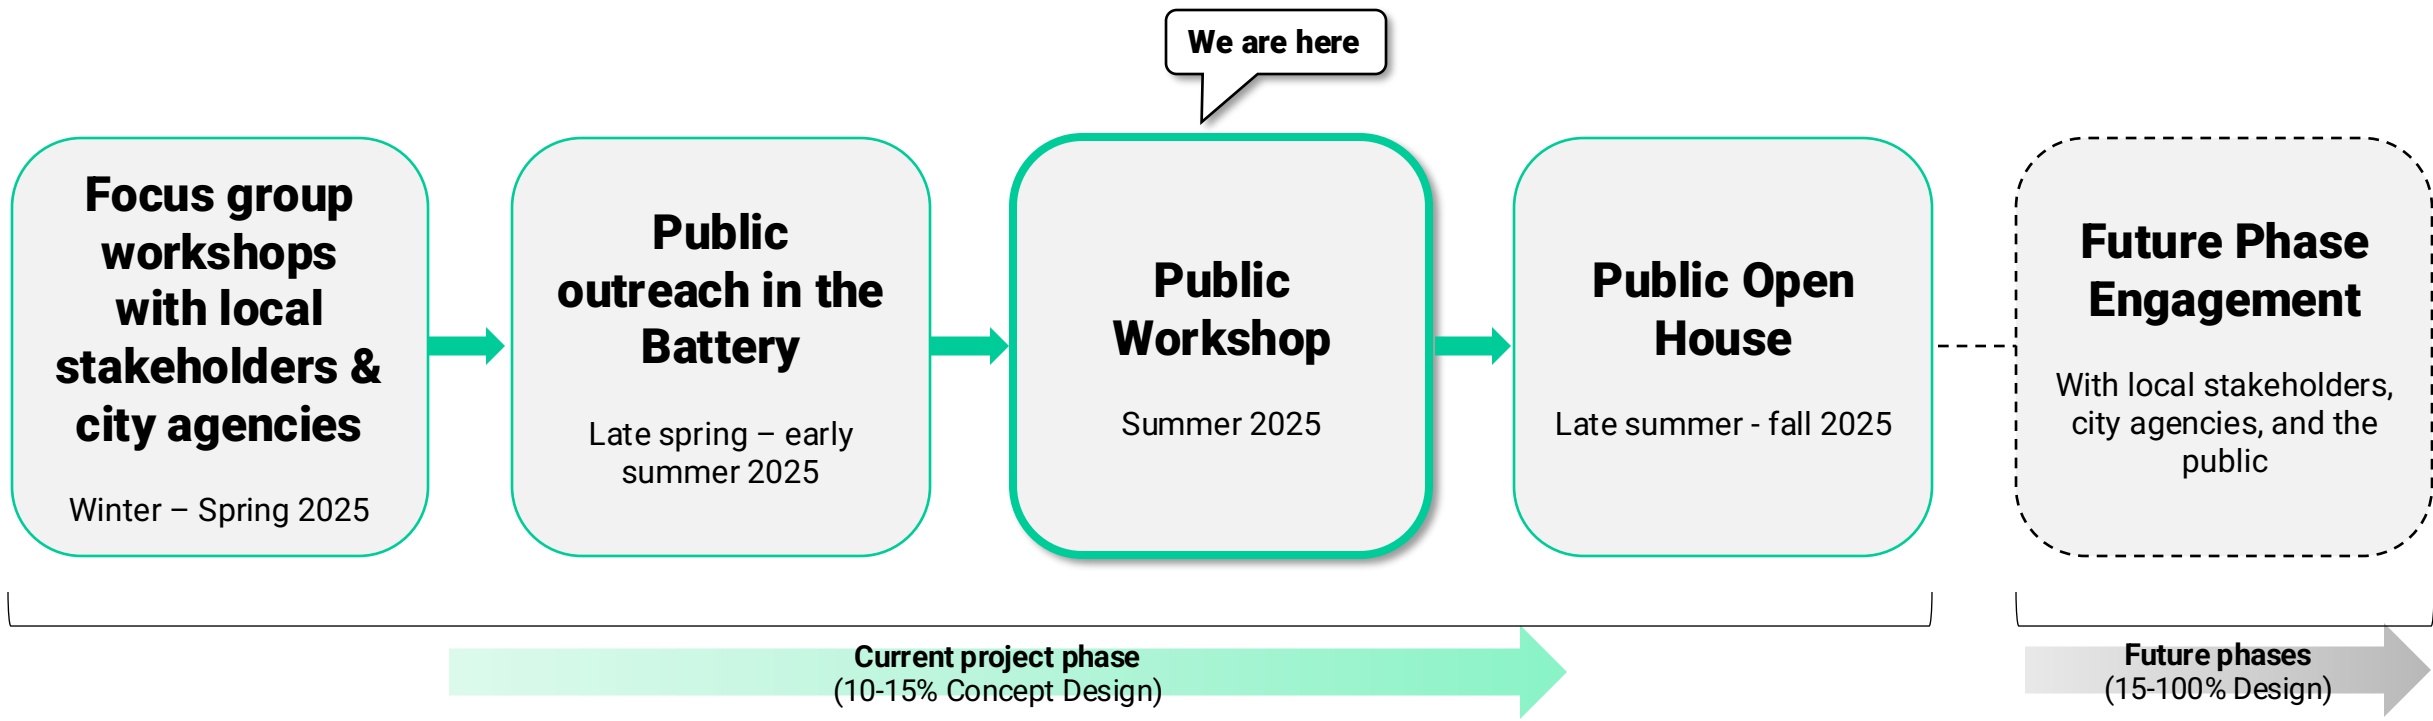 We are here
Focus group
workshops
with local
stakeholders &
city agencies
Winter – Spring 2025
Public
outreach in the
Battery
Late spring – early
summer 2025
Public
Workshop
Summer 2025
Public Open
House
Late summer - fall 2025
Future Phase
Engagement
With local stakeholders,
city agencies, and the
public
Current project phase
(10-15% Concept Design)
Future phases
(15-100% Design)